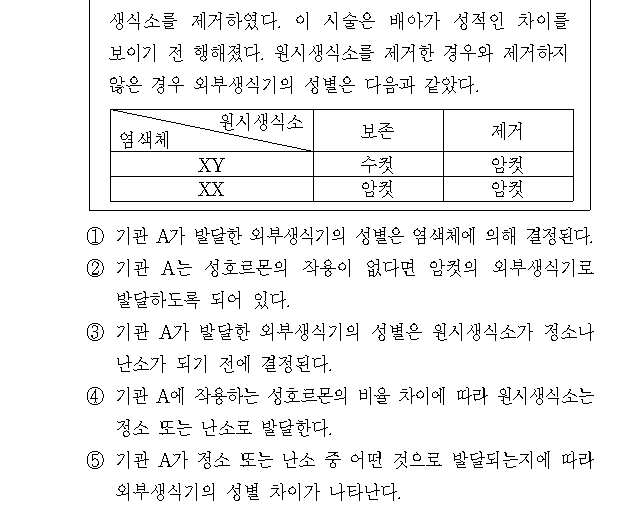 생식소를 제거하였다. 이 시술은 배아가 성적인 차이를
보이기 전 행해졌다. 원시생식소를 제거한 경우와 제거하지
않은 경우 외부생식기의 성별은 다음과 같았다.
원시생식소 보존 제거
염색체
XY 수컷 암컷
XX 암컷 암컷
① 기관 A가 발달한 외부생식기의 성별은 염색체에 의해 결정된다.
② 기관 A는 성호르몬의 작용이 없다면 암컷의 외부생식기로
발달하도록 되어 있다.
③ 기관 A가 발달한 외부생식기의 성별은 원시생식소가 정소나
난소가 되기 전에 결정된다.
④ 기관 A에 작용하는 성호르몬의 비율 차이에 따라 원시생식소는
정소 또는 난소로 발달한다.
⑤ 기관 A가 정소 또는 난소 중 어떤 것으로 발달되는지에 따라
외부생식기의 성별 차이가 나타난다.